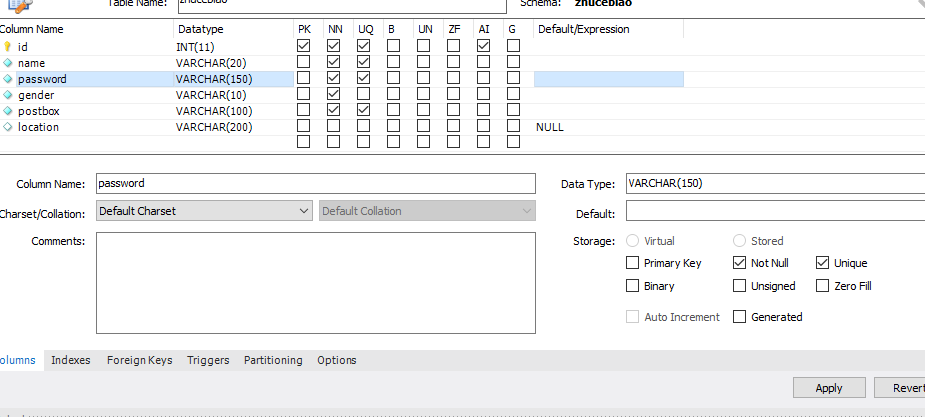 Table Name: zhucebiao Schema: zhucebiao
Column Name Datatype PK NN UQ B UN ZF AI G Default/Expression
id INT(11)
name VARCHAR(20)
password VARCHAR(150)
gender VARCHAR(10)
postbox VARCHAR(100)
location VARCHAR(200) NULL
Column Name: password Data Type: VARCHAR(150)
Charset/Collation: Default Charset Default Collation Default:
Comments: Storage: Virtual Stored
Primary Key Not Null Unique
Binary Unsigned Zero Fill
Auto Increment Generated
olumns Indexes Foreign Keys Triggers Partitioning Options
Apply Revert